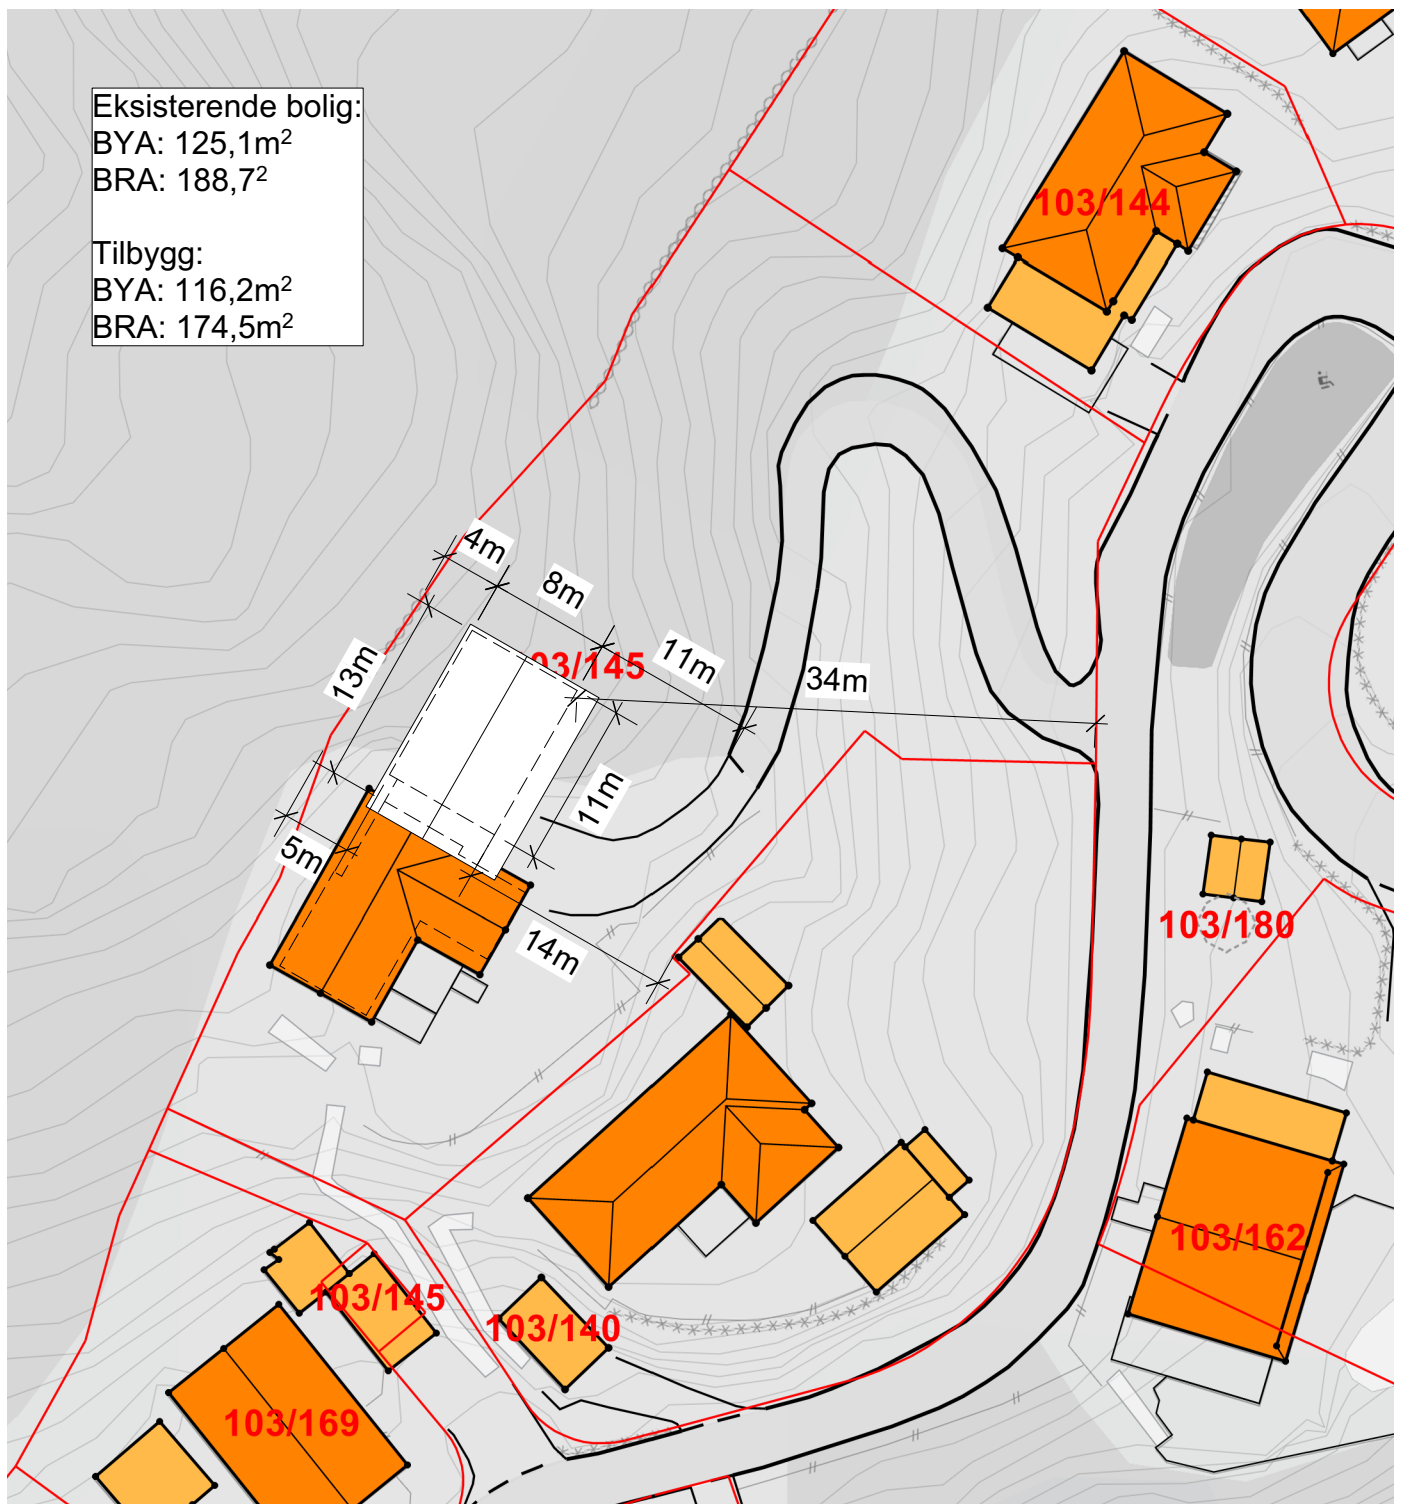 Eksisterende bolig:
BYA: 125,1m²
BRA: 188,7²
Tilbygg:
BYA: 116,2m²
BRA: 174,5m²
103/144
4m
8m
03/145
11m
34m
13m
11m
5m
14m
103/180
103/162
103/145
103/140
103/169